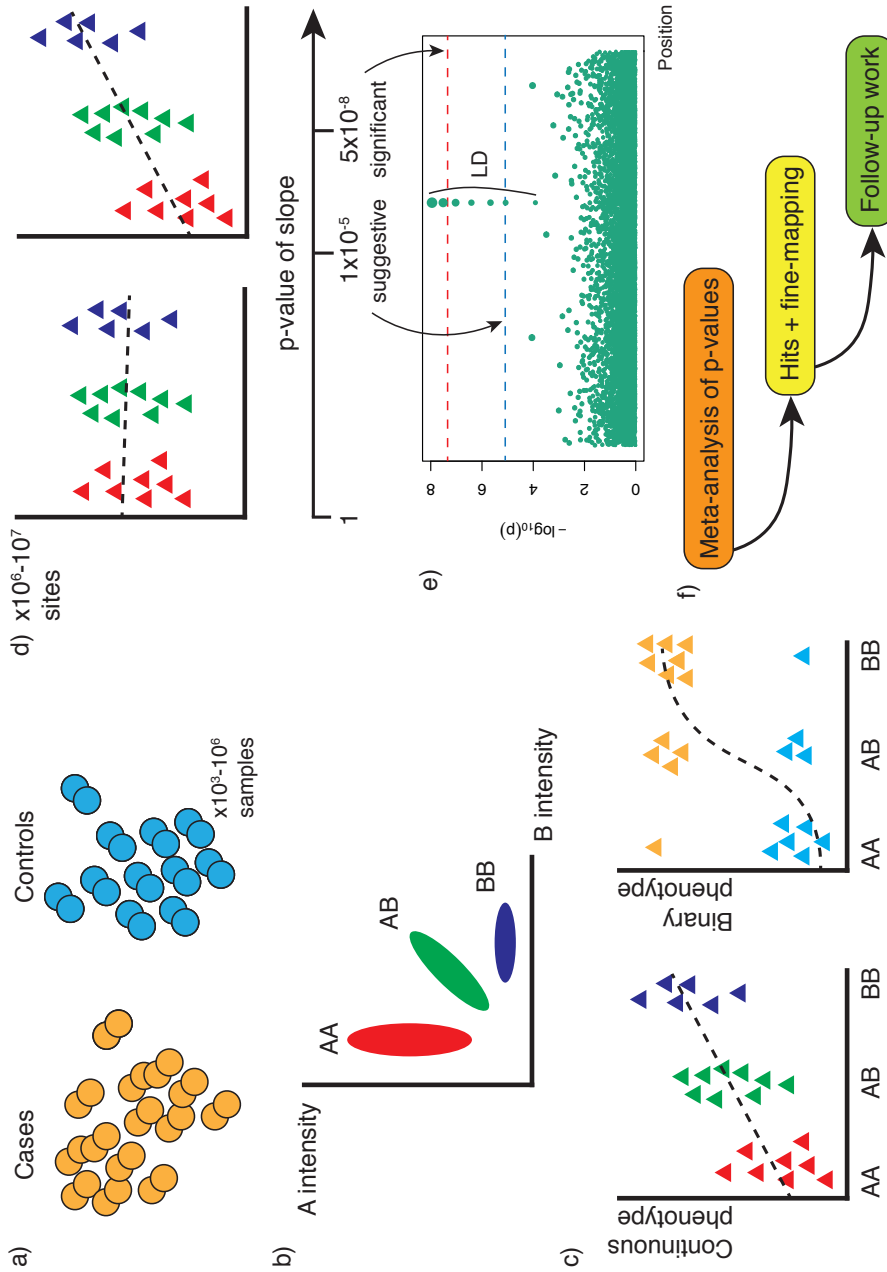 a)
Cases
Controls
x10³-10⁶
samples
b)
A intensity
AA
AB
BB
B intensity
c)
Continuous
phenotype
AA
AB
BB
Binary
phenotype
AA
AB
BB
d) x10⁶-10⁷
sites
p-value of slope
1
1x10⁻⁵
5x10⁻⁸
suggestive
significant
e)
−log₁₀(p)
0
2
4
6
8
LD
Position
f)
Meta-analysis of p-values
Hits + fine-mapping
Follow-up work